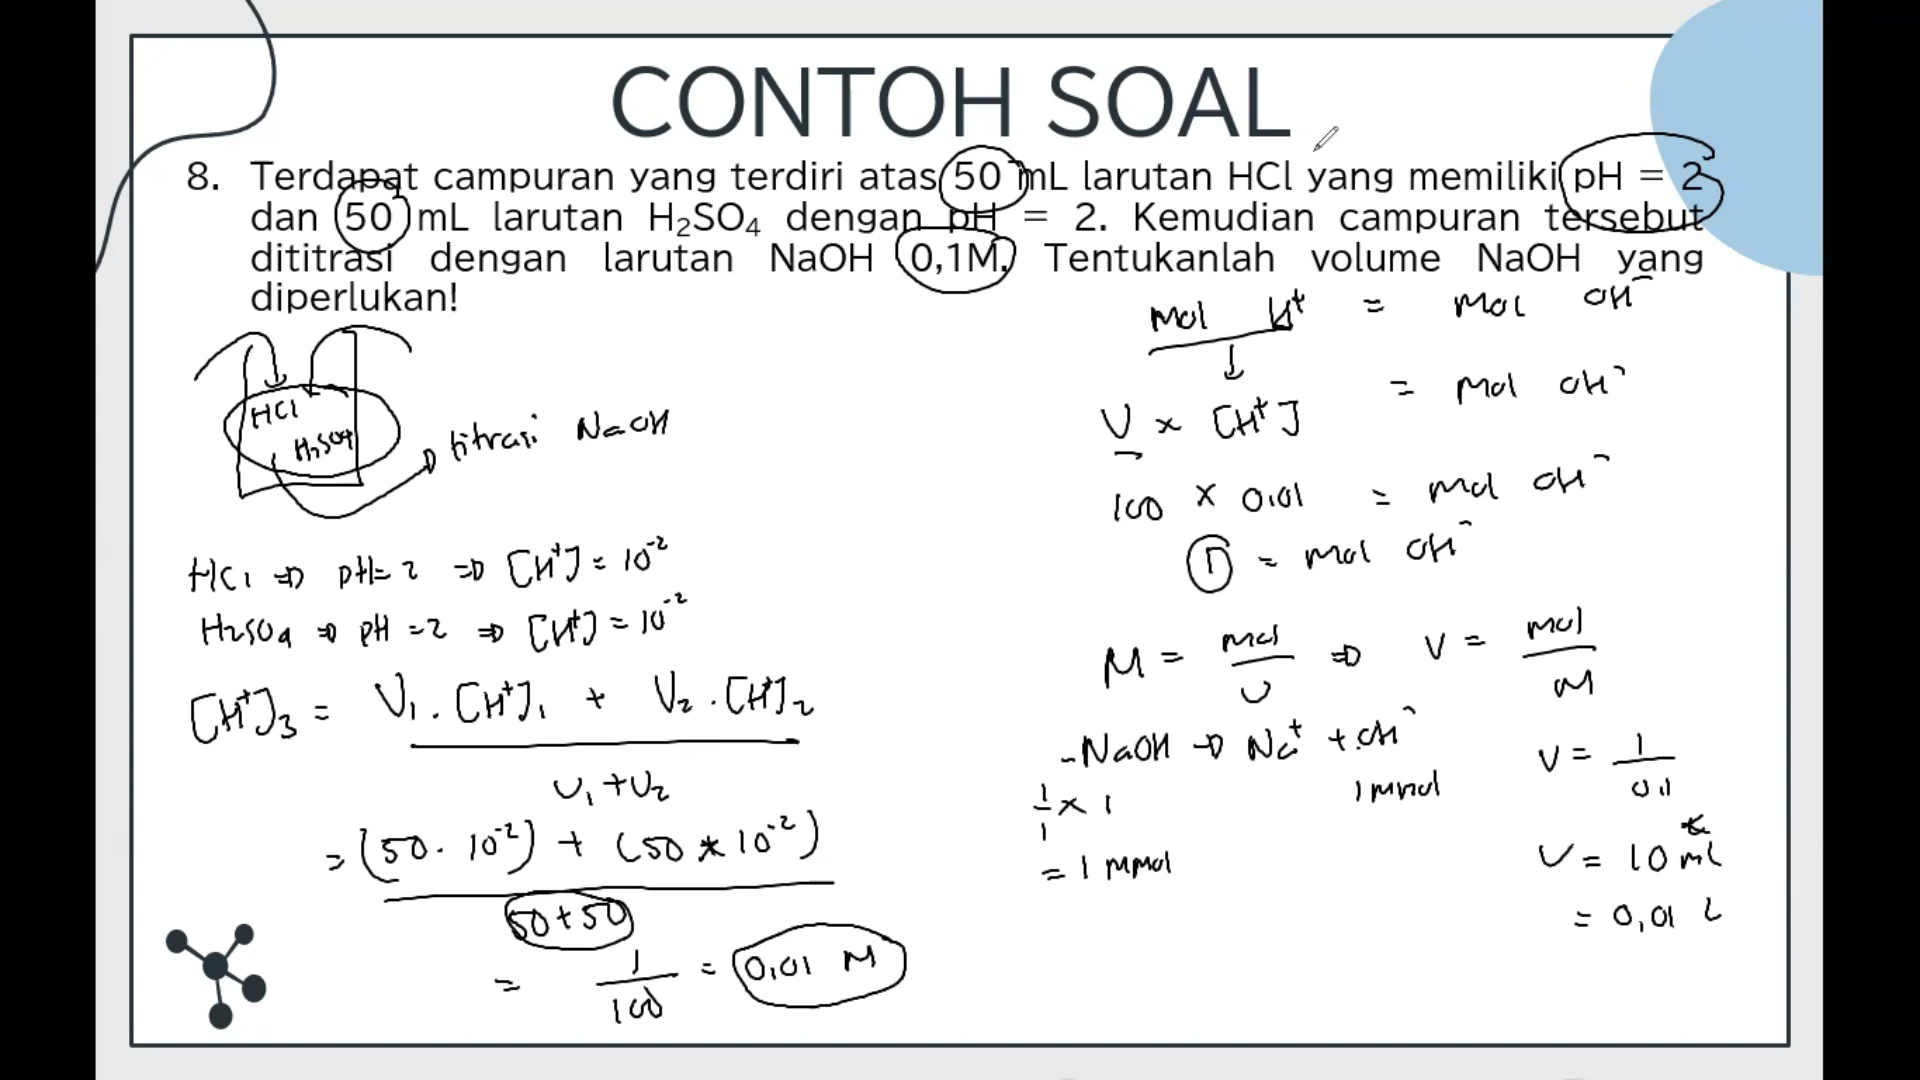 CONTOH SOAL
8. Terdapat campuran yang terdiri atas 50 mL larutan HCl yang memiliki pH = 2
dan 50 mL larutan H₂SO₄ dengan pH = 2. Kemudian campuran tersebut
dititrasi dengan larutan NaOH 0,1M. Tentukanlah volume NaOH yang
diperlukan!
HCl
H₂SO₄
titrasi NaOH
HCl ⇒ pH = 2 ⇒ [H⁺] = 10⁻²
H₂SO₄ ⇒ pH = 2 ⇒ [H⁺] = 10⁻²
[H⁺]₃ = V₁ . [H⁺]₁ + V₂ . [H⁺]₂
V₁ + V₂
= (50 . 10⁻²) + (50 * 10⁻²)
50 + 50
= 1/100 = 0,01 M
Mol H⁺ = Mol OH⁻
V × [H⁺] = Mol OH⁻
100 × 0,01 = mol OH⁻
1 = mol OH⁻
M = mol/V ⇒ V = mol/M
NaOH → Na⁺ + OH⁻
1/1 × 1
1 mmol
= 1 mmol
V = 1/0,1
V = 10 mL
= 0,01 L